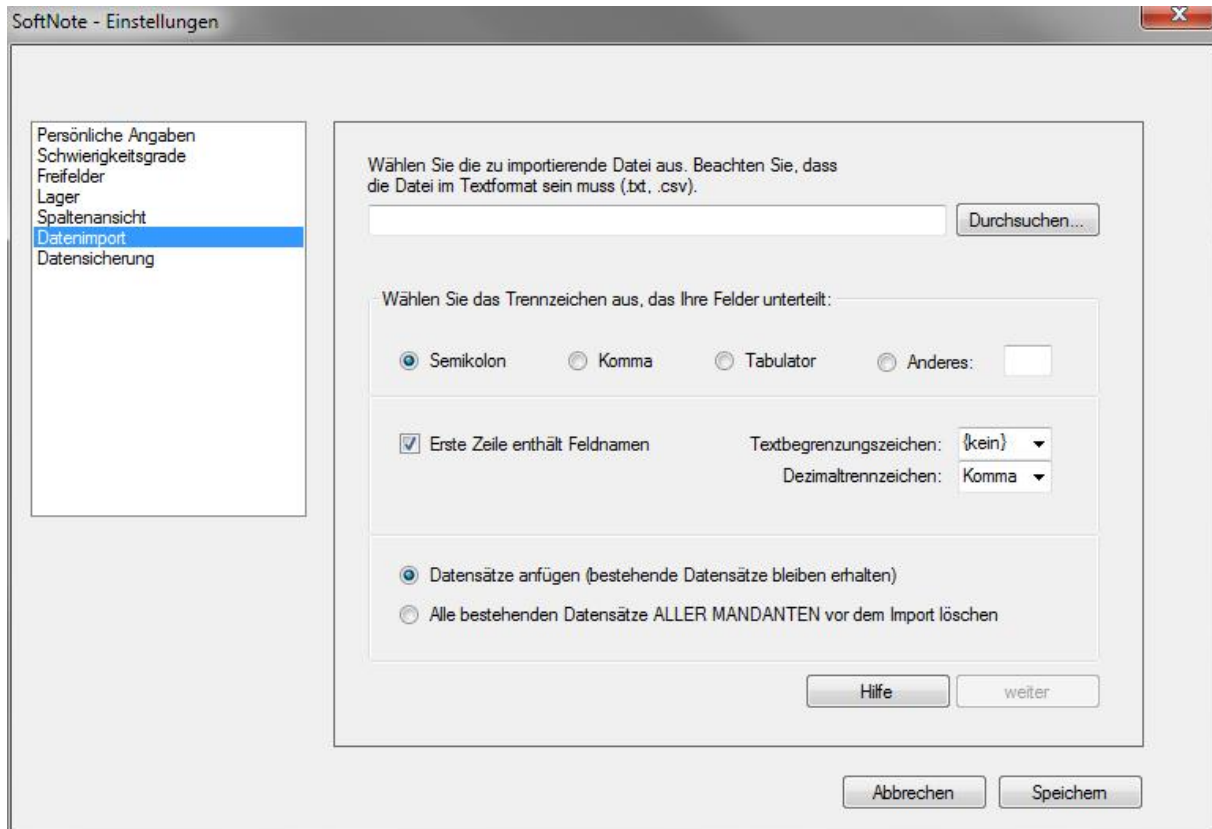 SoftNote - Einstellungen
X
Persönliche Angaben
Schwierigkeitsgrade
Freifelder
Lager
Spaltenansicht
Datenimport
Datensicherung
Wählen Sie die zu importierende Datei aus. Beachten Sie, dass
die Datei im Textformat sein muss (.txt, .csv).
Durchsuchen...
Wählen Sie das Trennzeichen aus, das Ihre Felder unterteilt:
Semikolon Komma Tabulator Anderes:
Erste Zeile enthält Feldnamen Textbegrenzungszeichen: {kein}
Dezimaltrennzeichen: Komma
Datensätze anfügen (bestehende Datensätze bleiben erhalten)
Alle bestehenden Datensätze ALLER MANDANTEN vor dem Import löschen
Hilfe weiter
Abbrechen Speichern